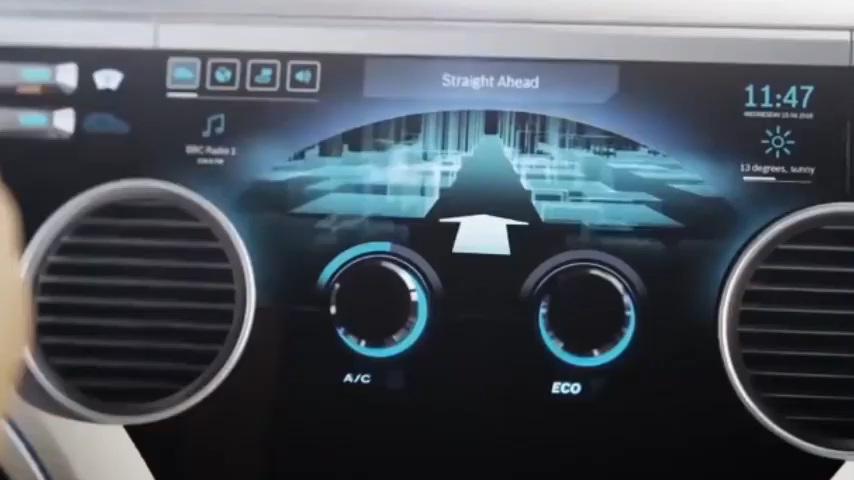 Straight Ahead
11:47
13 degrees, sunny
BBC Radio 1
A/C
ECO